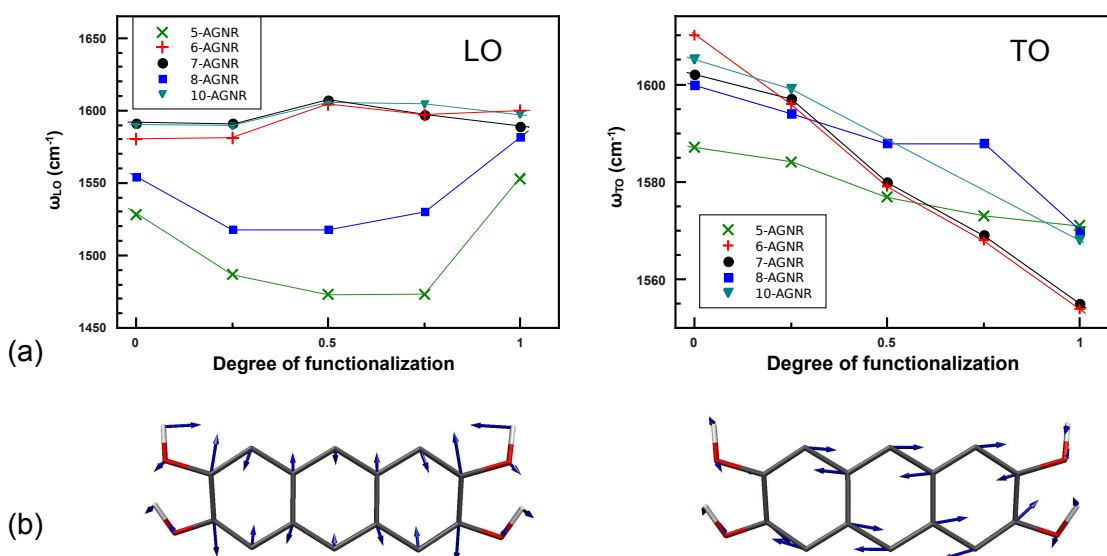 (a)
LO
5-AGNR
6-AGNR
7-AGNR
8-AGNR
10-AGNR
1650
1600
1550
1500
1450
ωLO (cm⁻¹)
0
0.5
1
Degree of functionalization
TO
1600
1580
1560
ωTO (cm⁻¹)
5-AGNR
6-AGNR
7-AGNR
8-AGNR
10-AGNR
0
0.5
1
Degree of functionalization
(b)